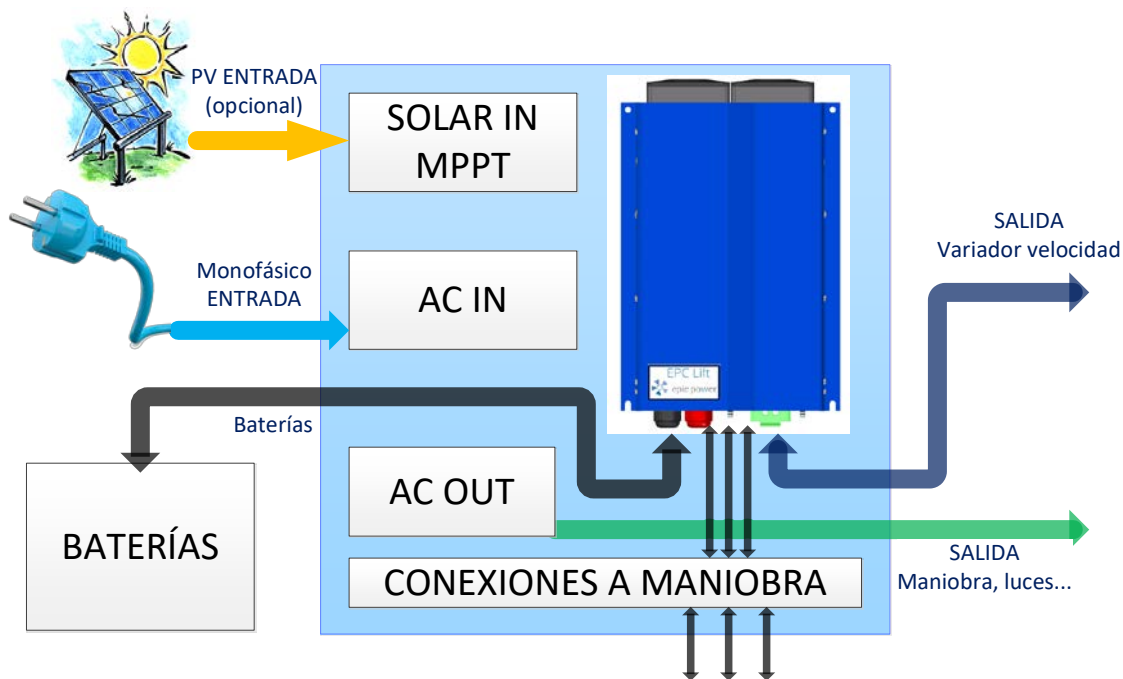 PV ENTRADA
(opcional)
SOLAR IN
MPPT
SALIDA
Variador velocidad
Monofásico
ENTRADA
AC IN
EPC Lift
epic power
Baterías
AC OUT
BATERÍAS
SALIDA
Maniobra, luces...
CONEXIONES A MANIOBRA